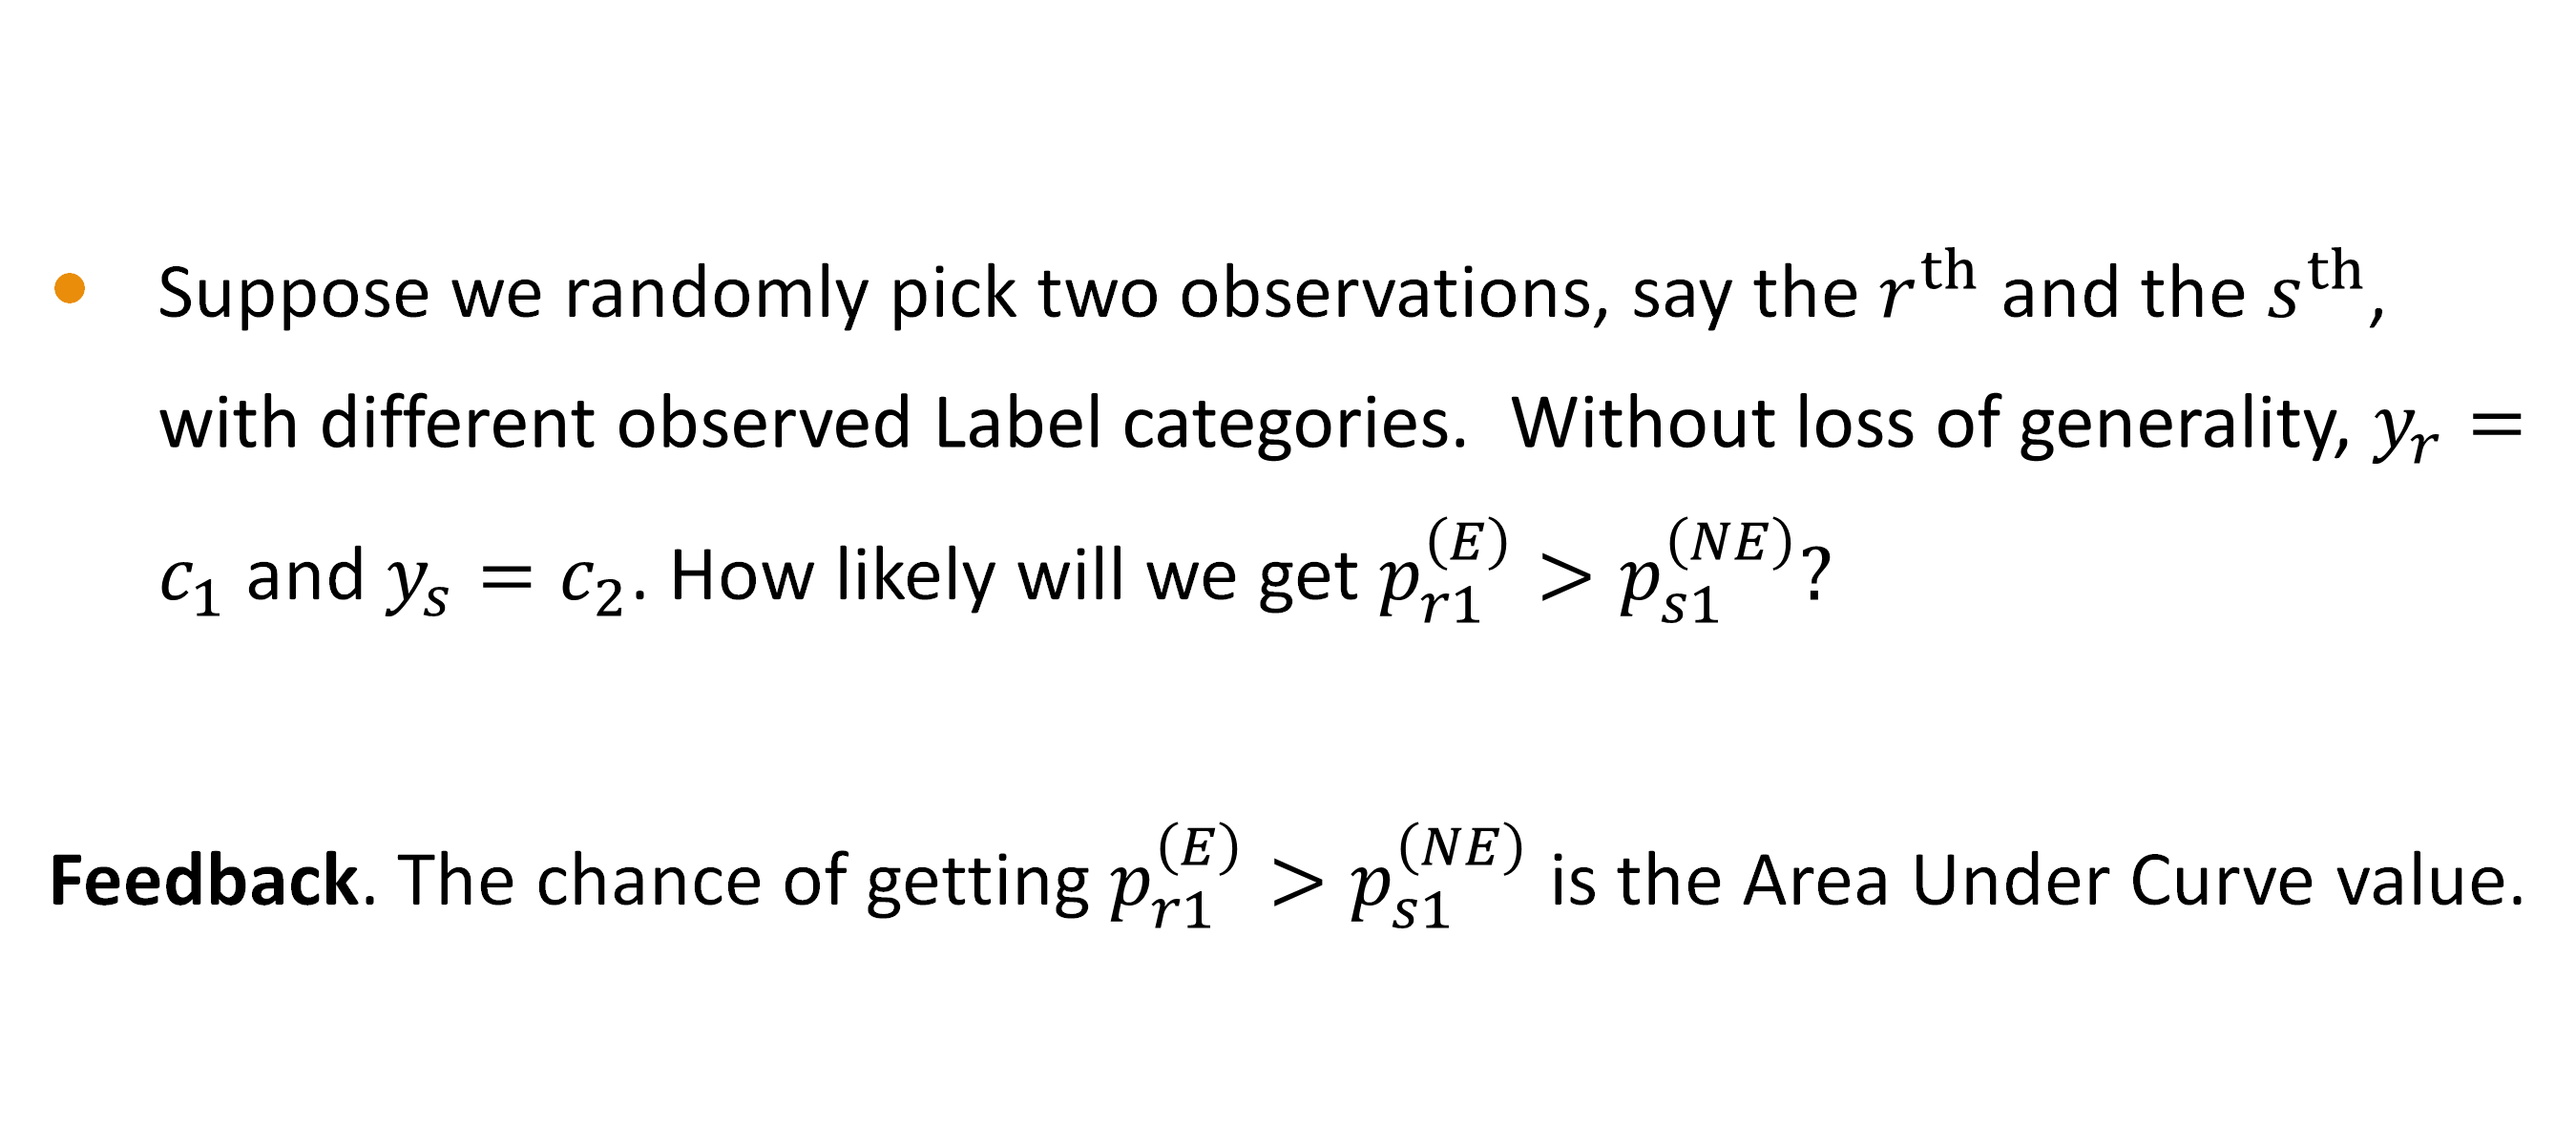 • Suppose we randomly pick two observations, say the $r^{\text{th}}$ and the $s^{\text{th}}$,
with different observed Label categories. Without loss of generality, $y_r =$
$c_1$ and $y_s = c_2$. How likely will we get $p_{r1}^{(E)} > p_{s1}^{(NE)}$?
**Feedback**. The chance of getting $p_{r1}^{(E)} > p_{s1}^{(NE)}$ is the Area Under Curve value.